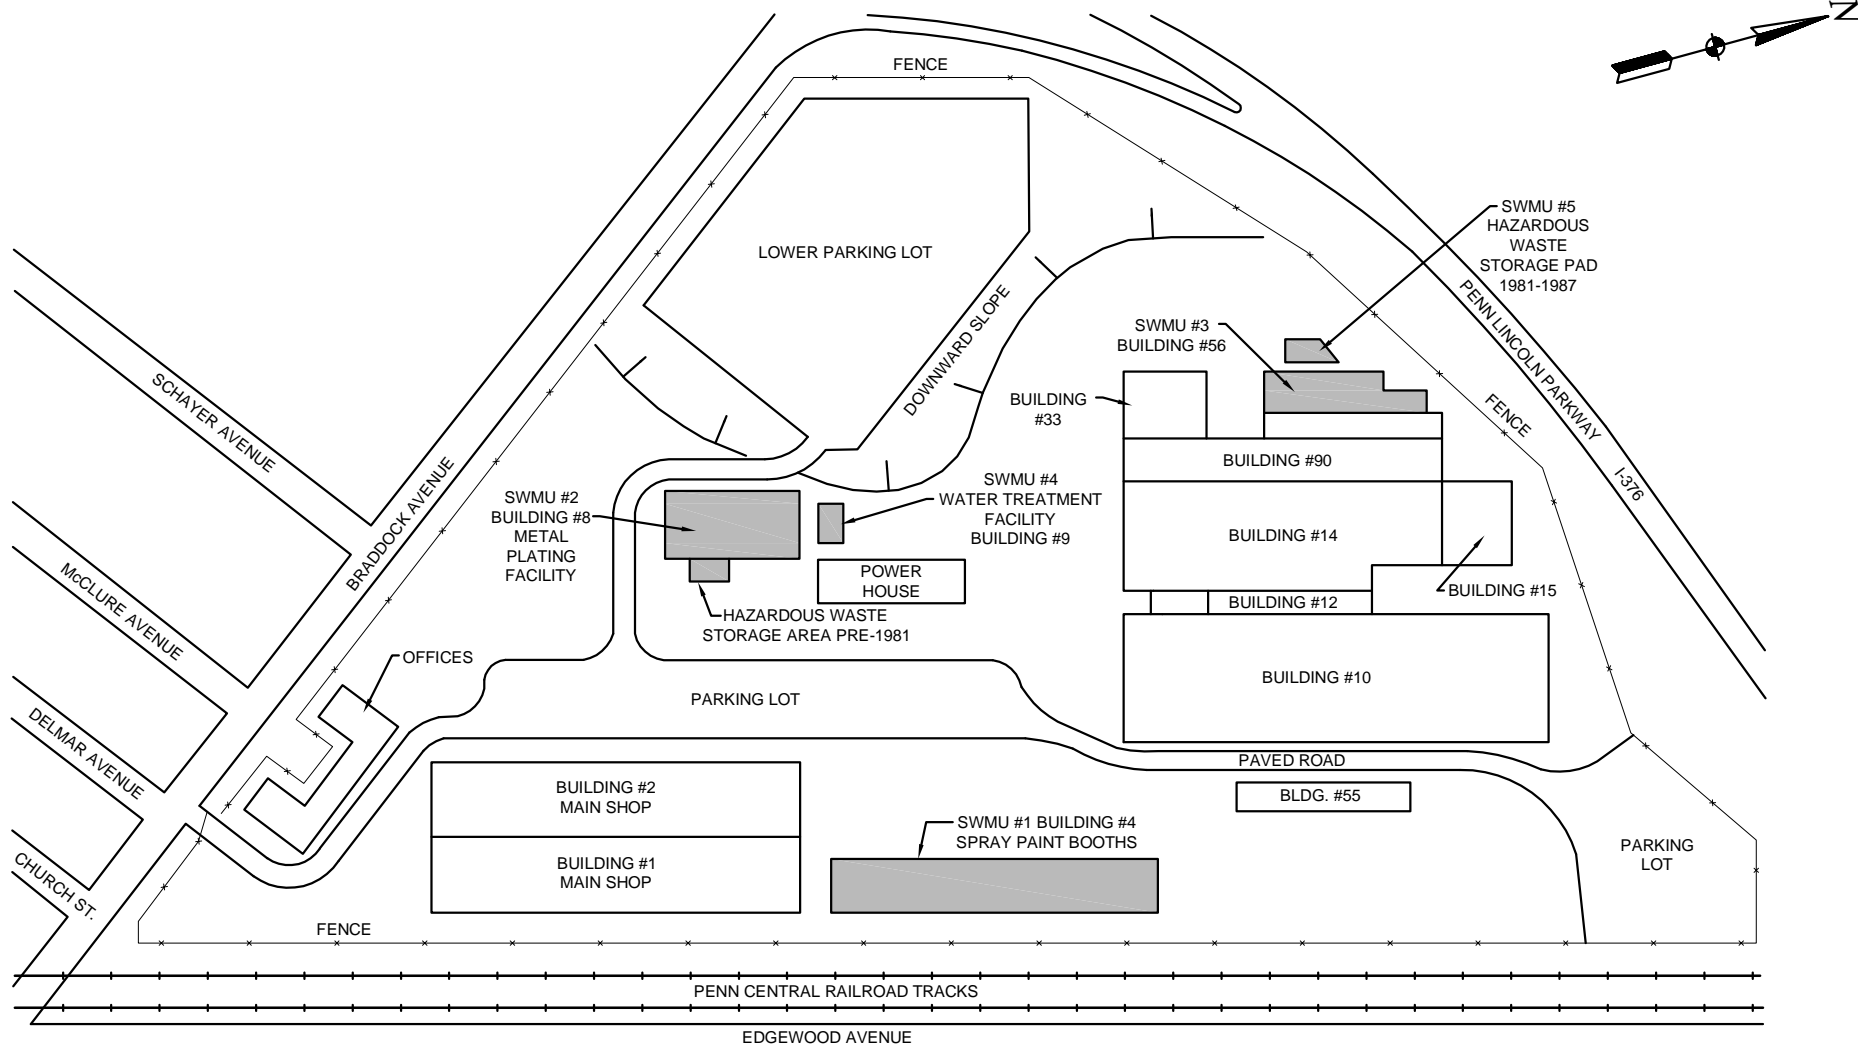 N
FENCE
LOWER PARKING LOT
DOWNWARD SLOPE
SWMU #5
HAZARDOUS
WASTE
STORAGE PAD
1981-1987
PENN LINCOLN PARKWAY
I-376
SWMU #3
BUILDING #56
BUILDING
#33
FENCE
BUILDING #90
BUILDING #14
BUILDING #15
BUILDING #12
BUILDING #10
SCHAYER AVENUE
BRADDOCK AVENUE
McCLURE AVENUE
DELMAR AVENUE
CHURCH ST.
SWMU #2
BUILDING #8
METAL
PLATING
FACILITY
SWMU #4
WATER TREATMENT
FACILITY
BUILDING #9
POWER
HOUSE
HAZARDOUS WASTE
STORAGE AREA PRE-1981
OFFICES
PARKING LOT
PAVED ROAD
BLDG. #55
BUILDING #2
MAIN SHOP
BUILDING #1
MAIN SHOP
SWMU #1 BUILDING #4
SPRAY PAINT BOOTHS
PARKING
LOT
FENCE
PENN CENTRAL RAILROAD TRACKS
EDGEWOOD AVENUE